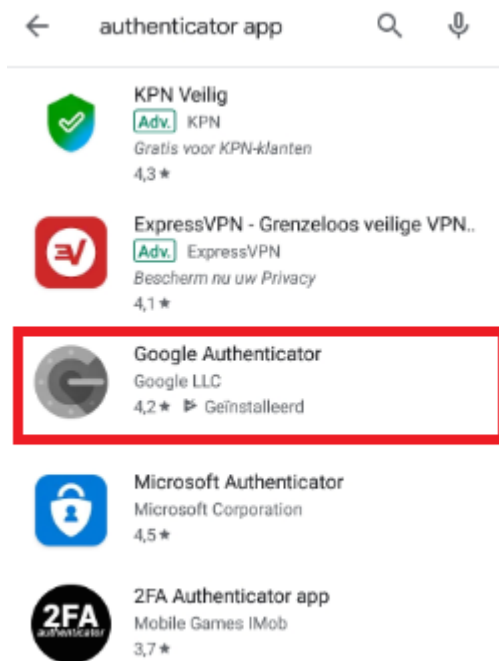 authenticator app
KPN Veilig
Adv. KPN
Gratis voor KPN-klanten
4,3★
ExpressVPN - Grenzeloos veilige VPN..
Adv. ExpressVPN
Bescherm nu uw Privacy
4,1★
Google Authenticator
Google LLC
4,2★ Geïnstalleerd
Microsoft Authenticator
Microsoft Corporation
4,5★
2FA
authenticator
2FA Authenticator app
Mobile Games IMob
3,7★